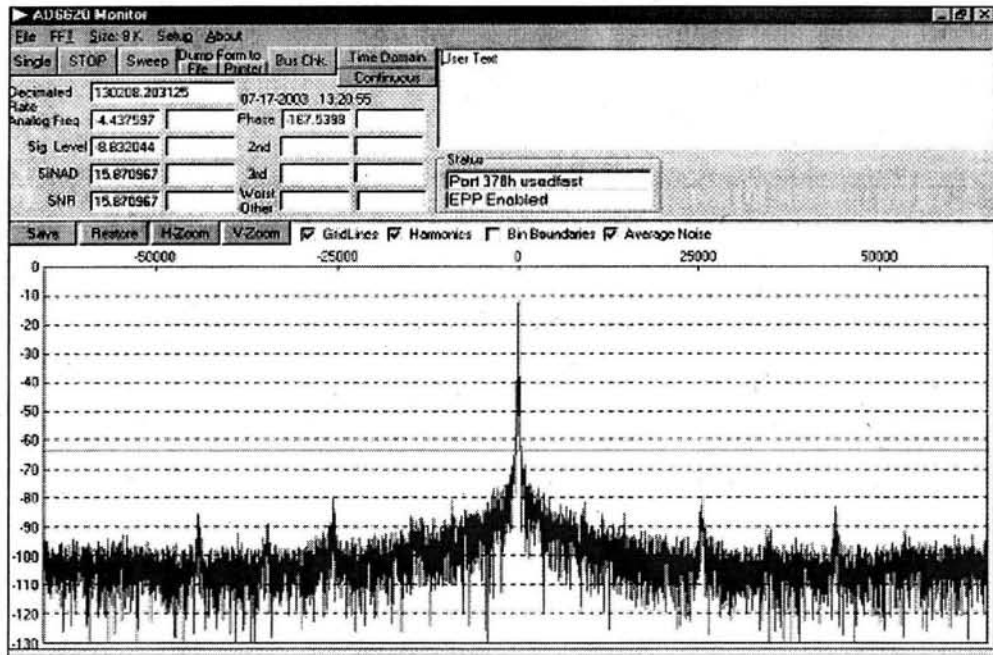 AD6620 Monitor
File FFT Size: 8 K Setup About
Single STOP Sweep Dump Form to File Printer Bus Chk. Time Domain Continuous
User Text
Decimated Rate 130208.203125 07-17-2003 13:20:55
Analog Freq -4.437597 Phase -167.5398
Sig. Level -8.832044 2nd
SINAD 15.870967 3rd
SNR 15.870967 Worst Other
Status
Port 378h usedfast
EPP Enabled
Save Restore H-Zoom V-Zoom GridLines Harmonics Bin Boundaries Average Noise
-50000 -25000 0 25000 50000
0
-10
-20
-30
-40
-50
-60
-70
-80
-90
-100
-110
-120
-130